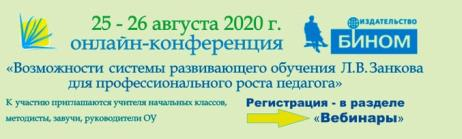 25 - 26 августа 2020 г.
онлайн-конференция
ИЗДАТЕЛЬСТВО
БИНОМ
«Возможности системы развивающего обучения Л.В.Занкова
для профессионального роста педагога»
К участию приглашаются учителя начальных классов,
методисты, завучи, руководители ОУ
Регистрация - в разделе
«Вебинары»